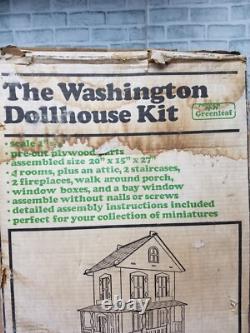 The Washington
Greenleaf
Dollhouse Kit
• scale 1" =
• pre-cut plywood parts
• assembled size 20" x 15" x 27"
• 4 rooms, plus an attic, 2 staircases,
2 fireplaces, walk around porch,
window boxes, and a bay window
• assemble without nails or screws
• detailed assembly instructions included
• perfect for your collection of miniatures